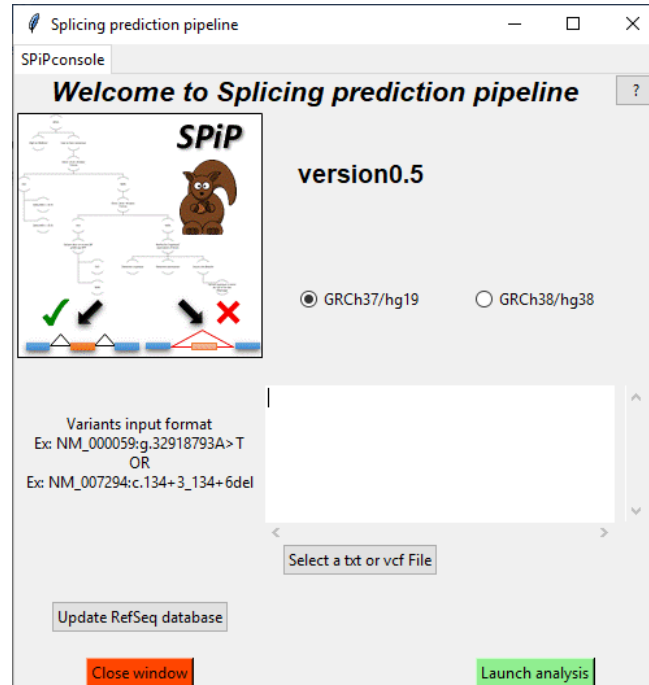 Splicing prediction pipeline
SPiPconsole
Welcome to Splicing prediction pipeline
?
SPiP
version0.5
GRCh37/hg19
GRCh38/hg38
Variants input format
Ex: NM_000059:g.32918793A>T
OR
Ex: NM_007294:c.134+3_134+6del
Select a txt or vcf File
Update RefSeq database
Close window
Launch analysis